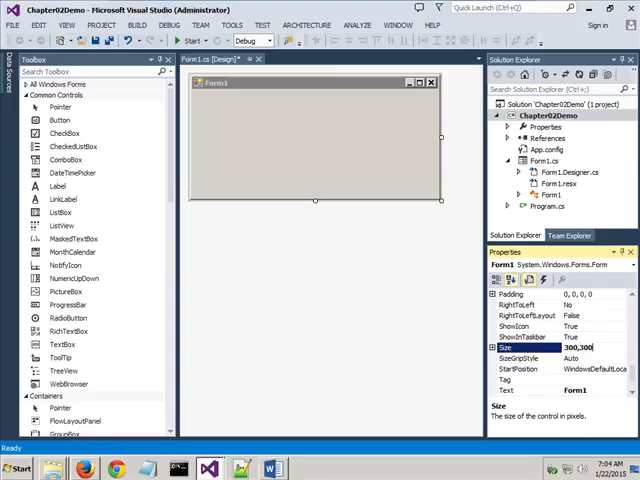 Chapter02Demo - Microsoft Visual Studio (Administrator)
Quick Launch (Ctrl+Q)
FILE EDIT VIEW PROJECT BUILD DEBUG TEAM TOOLS TEST ARCHITECTURE ANALYZE WINDOW HELP
Sign in
Start Debug
Data Sources
Toolbox
Search Toolbox
All Windows Forms
Common Controls
Pointer
Button
CheckBox
CheckedListBox
ComboBox
DateTimePicker
Label
LinkLabel
ListBox
ListView
MaskedTextBox
MonthCalendar
NotifyIcon
NumericUpDown
PictureBox
ProgressBar
RadioButton
RichTextBox
TextBox
ToolTip
TreeView
WebBrowser
Containers
Pointer
FlowLayoutPanel
GroupBox
Form1.cs [Design]*
Form1
Solution Explorer
Search Solution Explorer (Ctrl+;)
Solution 'Chapter02Demo' (1 project)
Chapter02Demo
Properties
References
App.config
Form1.cs
Form1.Designer.cs
Form1.resx
Form1
Program.cs
Solution Explorer Team Explorer
Properties
Form1 System.Windows.Forms.Form
Padding 0, 0, 0, 0
RightToLeft No
RightToLeftLayout False
ShowIcon True
ShowInTaskbar True
Size 300,300
SizeGripStyle Auto
StartPosition WindowsDefaultLoca
Tag
Text Form1
Size
The size of the control in pixels.
Ready
Start
7:04 AM
1/22/2015